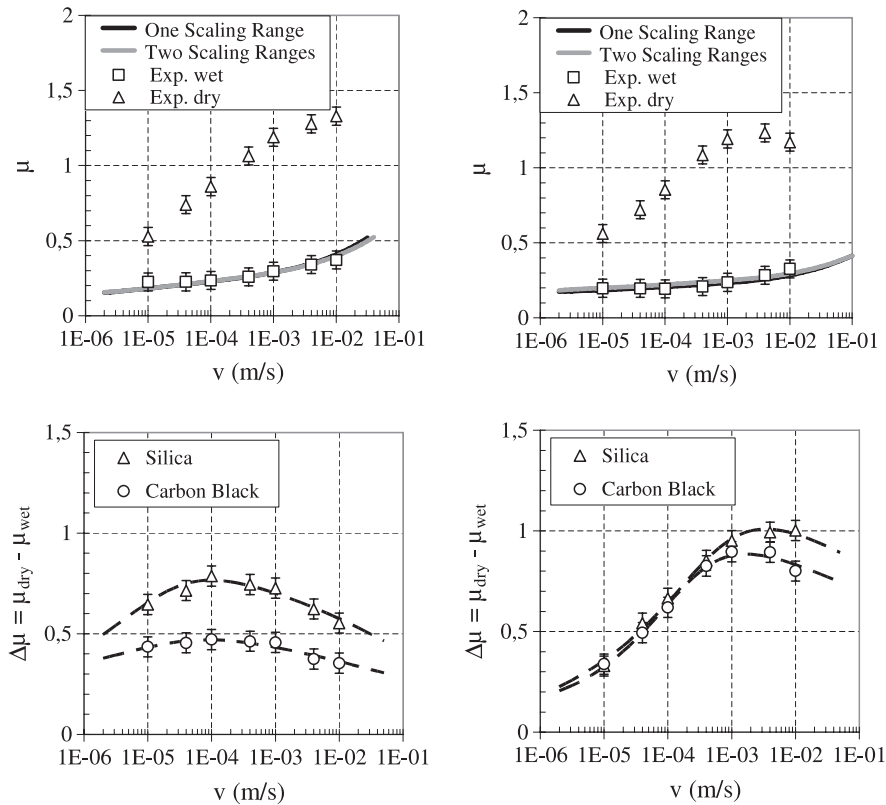 2
1,5
1
0,5
0
μ
One Scaling Range
Two Scaling Ranges
Exp. wet
Exp. dry
1E-06 1E-05 1E-04 1E-03 1E-02 1E-01
v (m/s)
2
1,5
1
0,5
0
μ
One Scaling Range
Two Scaling Ranges
Exp. wet
Exp. dry
1E-06 1E-05 1E-04 1E-03 1E-02 1E-01
v (m/s)
1,5
1
0,5
0
Δμ = μdry - μwet
Silica
Carbon Black
1E-06 1E-05 1E-04 1E-03 1E-02 1E-01
v (m/s)
1,5
1
0,5
0
Δμ = μdry - μwet
Silica
Carbon Black
1E-06 1E-05 1E-04 1E-03 1E-02 1E-01
v (m/s)